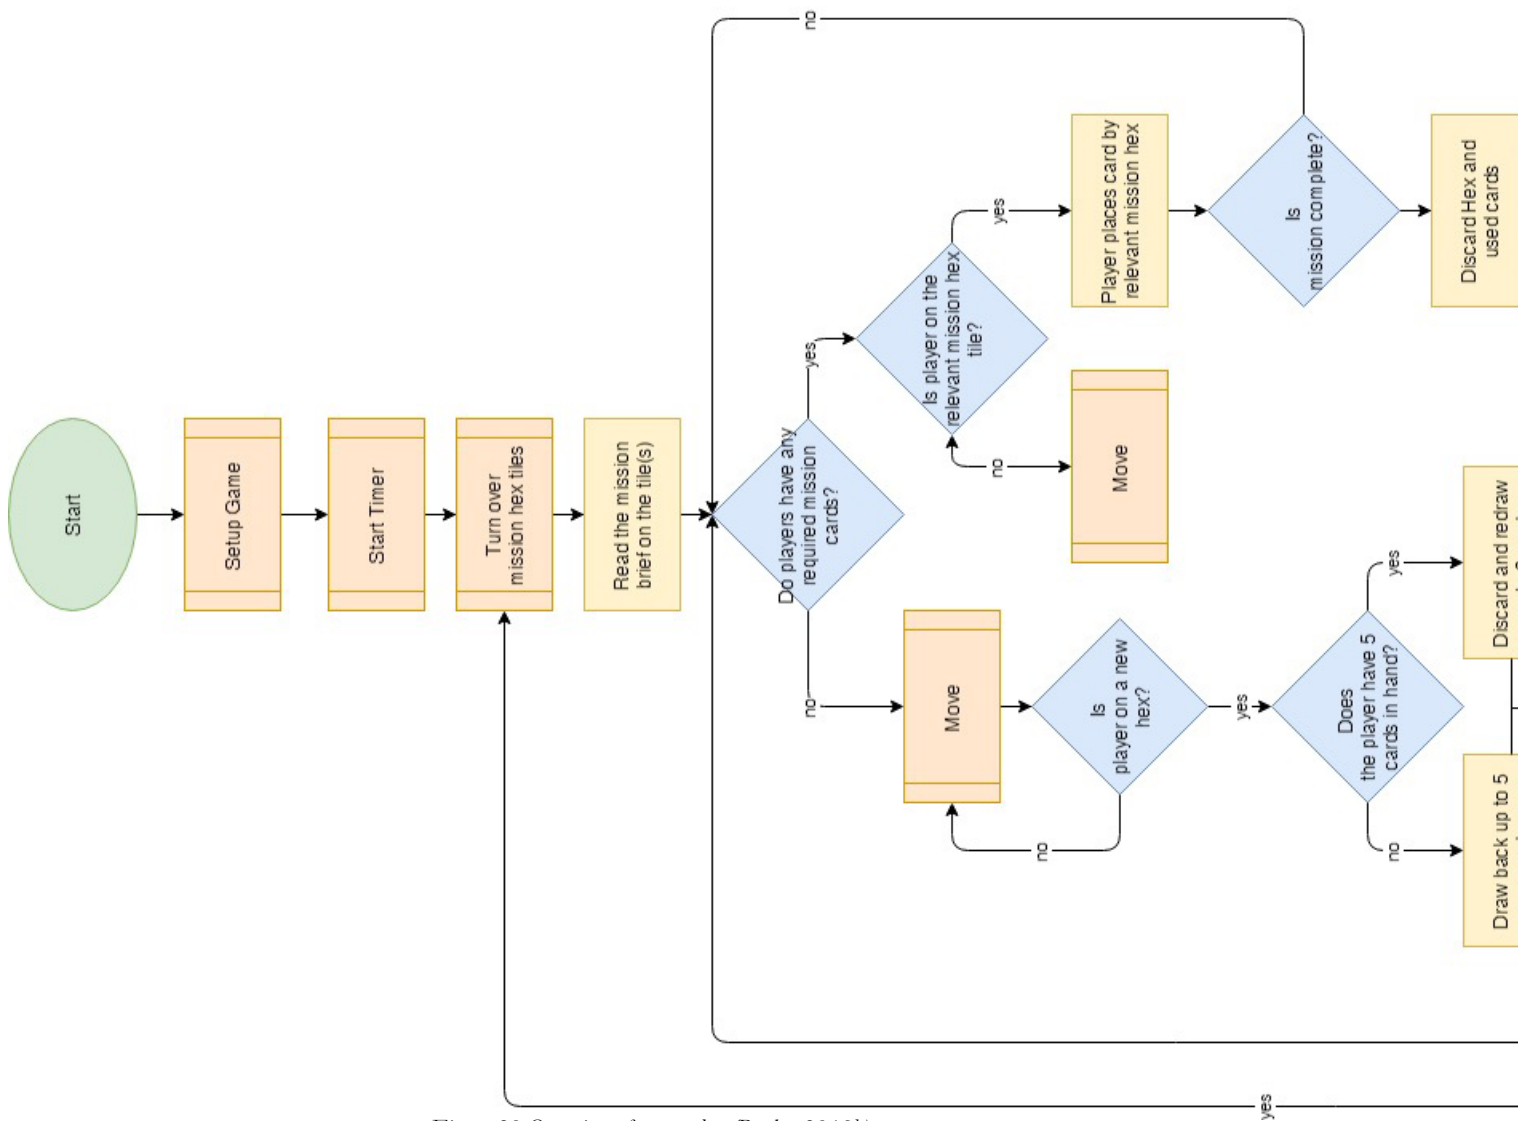 Start
Setup Game
Start Timer
Turn over
mission hex tiles
Read the mission
brief on the tile(s)
Do players have any
required mission
cards?
yes
Is player on the
relevant mission hex
tile?
yes
Player places card by
relevant mission hex
Is
mission complete?
no
Discard Hex and
used cards
no
Move
no
Move
Is
player on a new
hex?
no
yes
Does
the player have 5
cards in hand?
yes
Discard and redraw
no
Draw back up to 5
yes